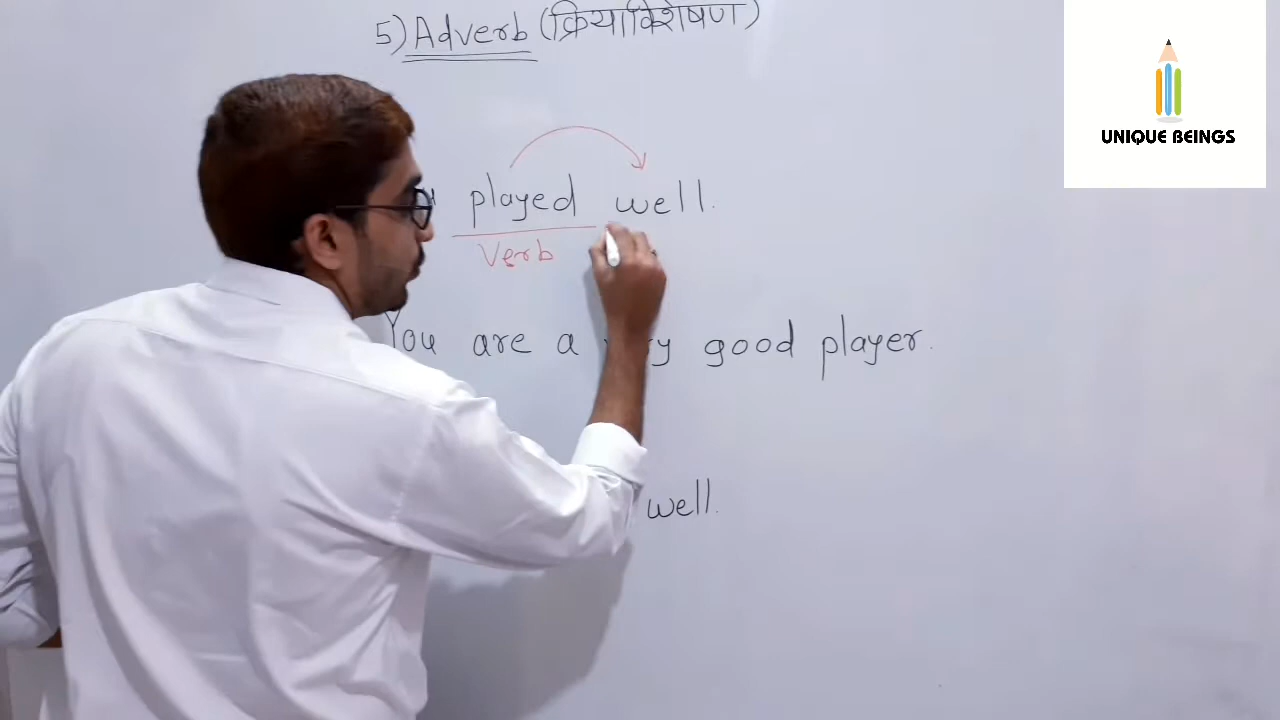 5) Adverb (क्रियाविशेषण)
UNIQUE BEINGS
played well.
Verb
You are a good player.
well.